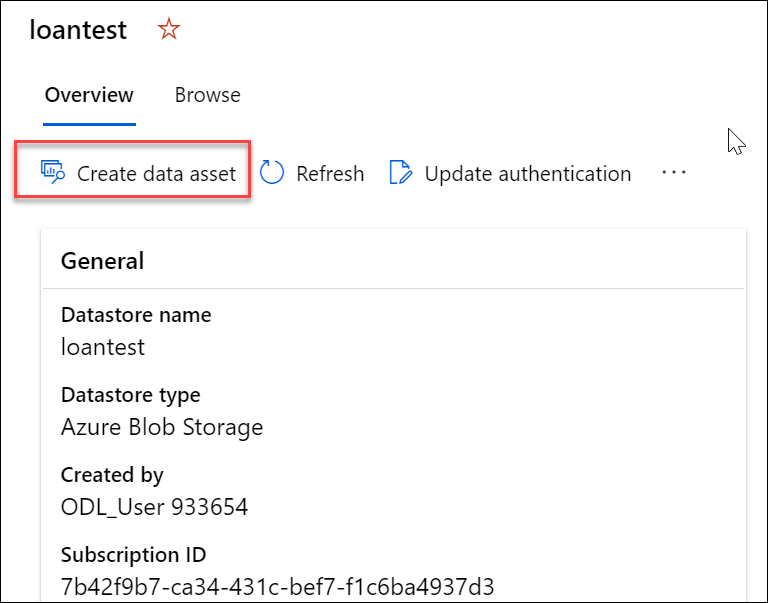 loantest
Overview Browse
Create data asset Refresh Update authentication ···
General
Datastore name
loantest
Datastore type
Azure Blob Storage
Created by
ODL_User 933654
Subscription ID
7b42f9b7-ca34-431c-bef7-f1c6ba4937d3